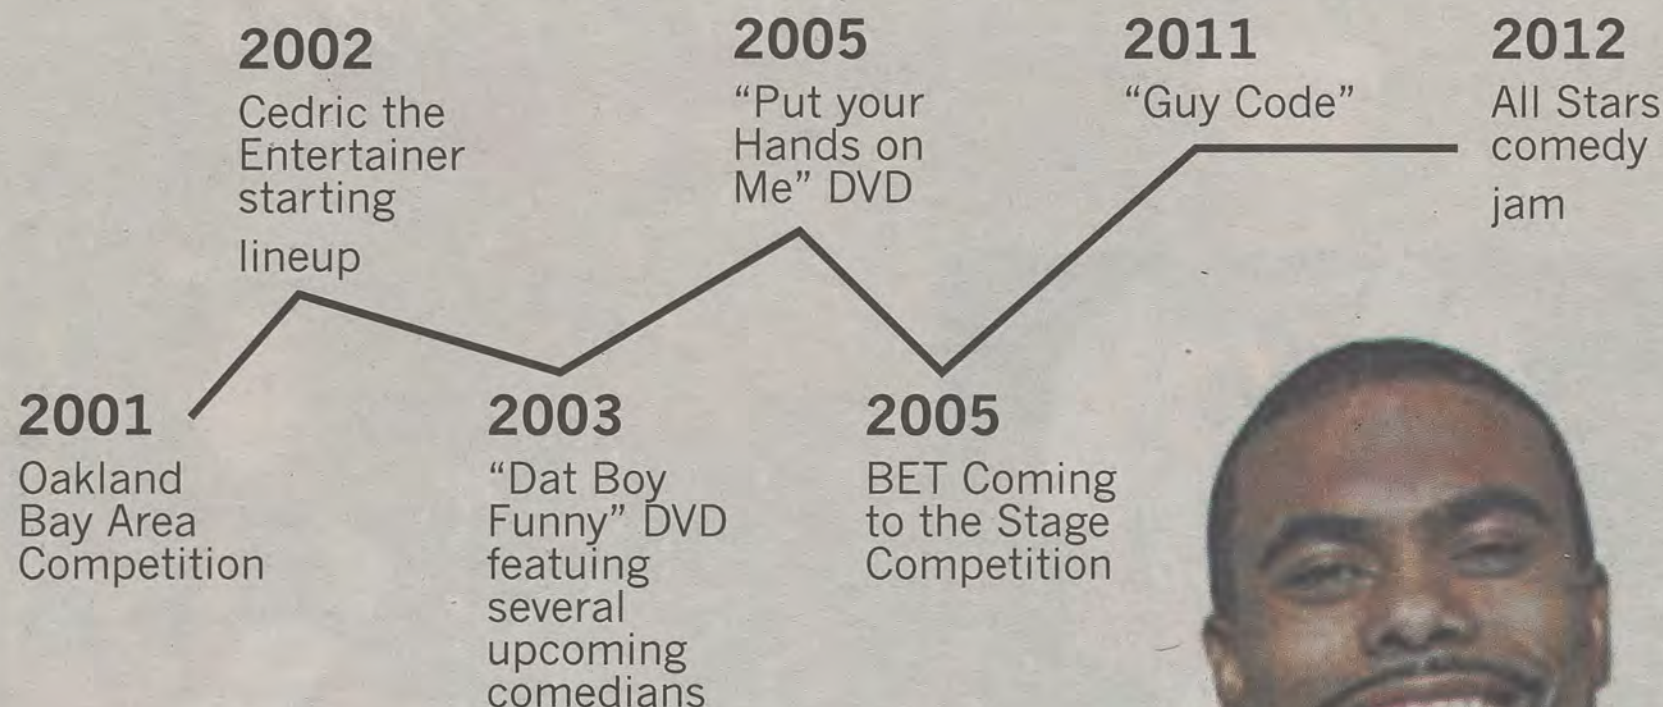 2001
Oakland
Bay Area
Competition
2002
Cedric the
Entertainer
starting
lineup
2003
“Dat Boy
Funny” DVD
featuing
several
upcoming
comedians
2005
“Put your
Hands on
Me” DVD
2005
BET Coming
to the Stage
Competition
2011
“Guy Code”
2012
All Stars
comedy
jam